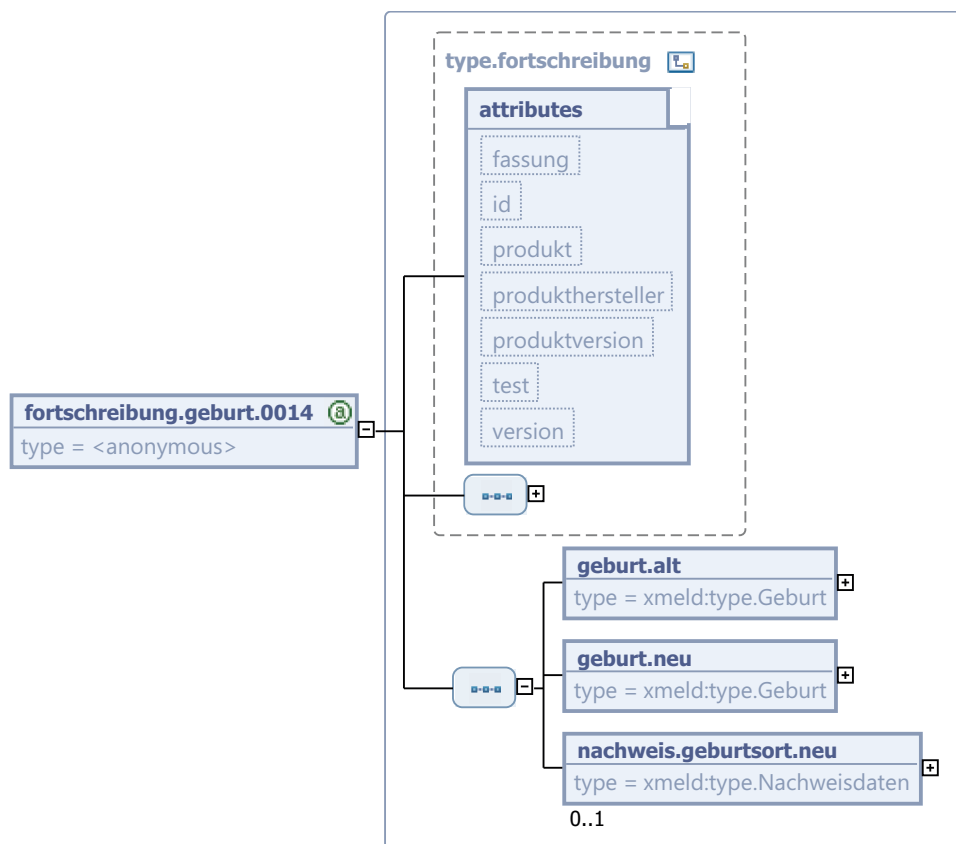 type.fortschreibung
attributes
fassung
id
produkt
produkthersteller
produktversion
test
version
fortschreibung.geburt.0014 @
type = <anonymous>
geburt.alt
type = xmeld:type.Geburt
geburt.neu
type = xmeld:type.Geburt
nachweis.geburtsort.neu
type = xmeld:type.Nachweisdaten
0..1